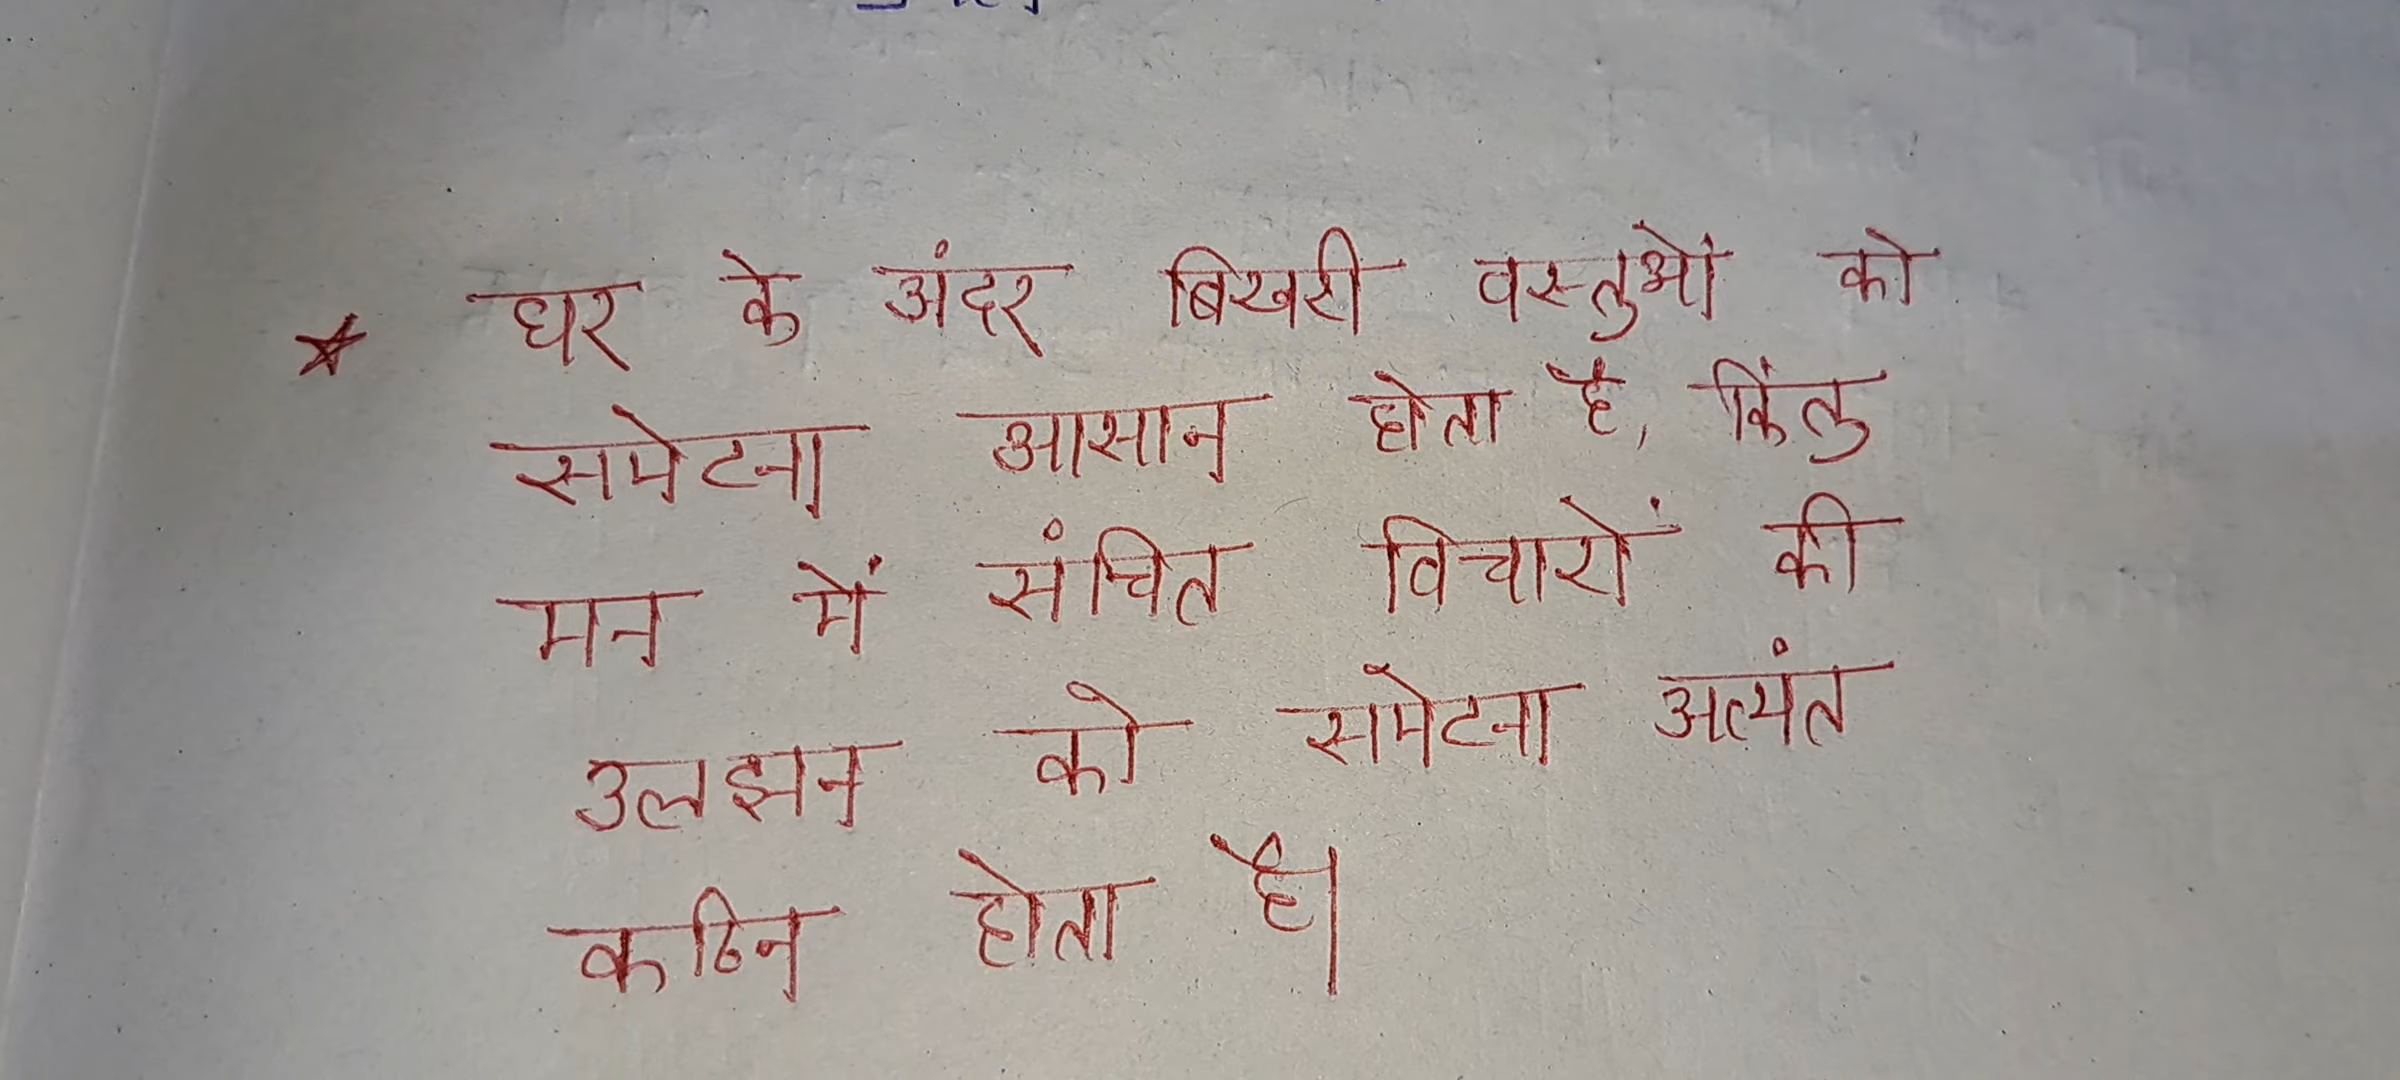 ★ घर के अंदर बिखरी वस्तुओं को
समेटना आसान होता है, किंतु
मन में संचित विचारों की
उलझन को समेटना अत्यंत
कठिन होता है।